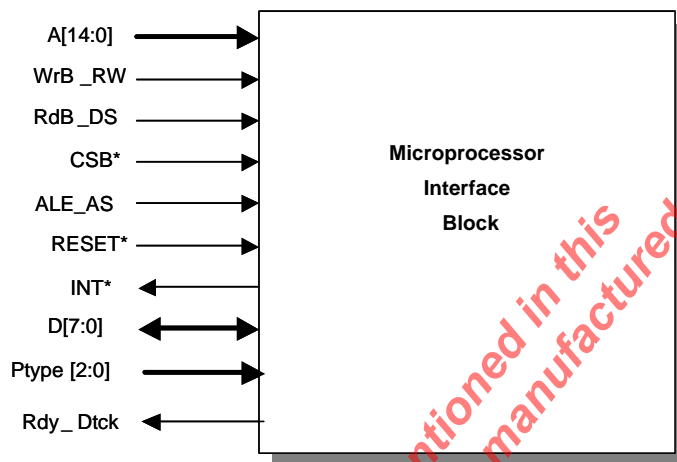 A[14:0]
WrB _RW
RdB _DS
CSB*
ALE_AS
RESET*
INT*
D[7:0]
Ptype [2:0]
Rdy_ Dtck
Microprocessor
Interface
Block
in this
manufactured